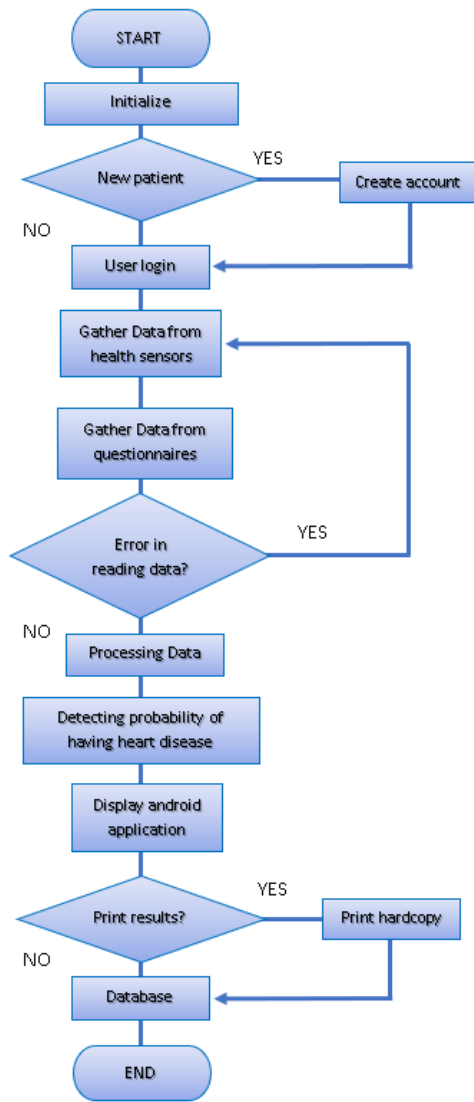 START
Initialize
YES
New patient
Create account
NO
User login
Gather Data from
health sensors
Gather Data from
questionnaires
YES
Error in
reading data?
NO
Processing Data
Detecting probability of
having heart disease
Display android
application
YES
Print results?
Print hardcopy
NO
Database
END